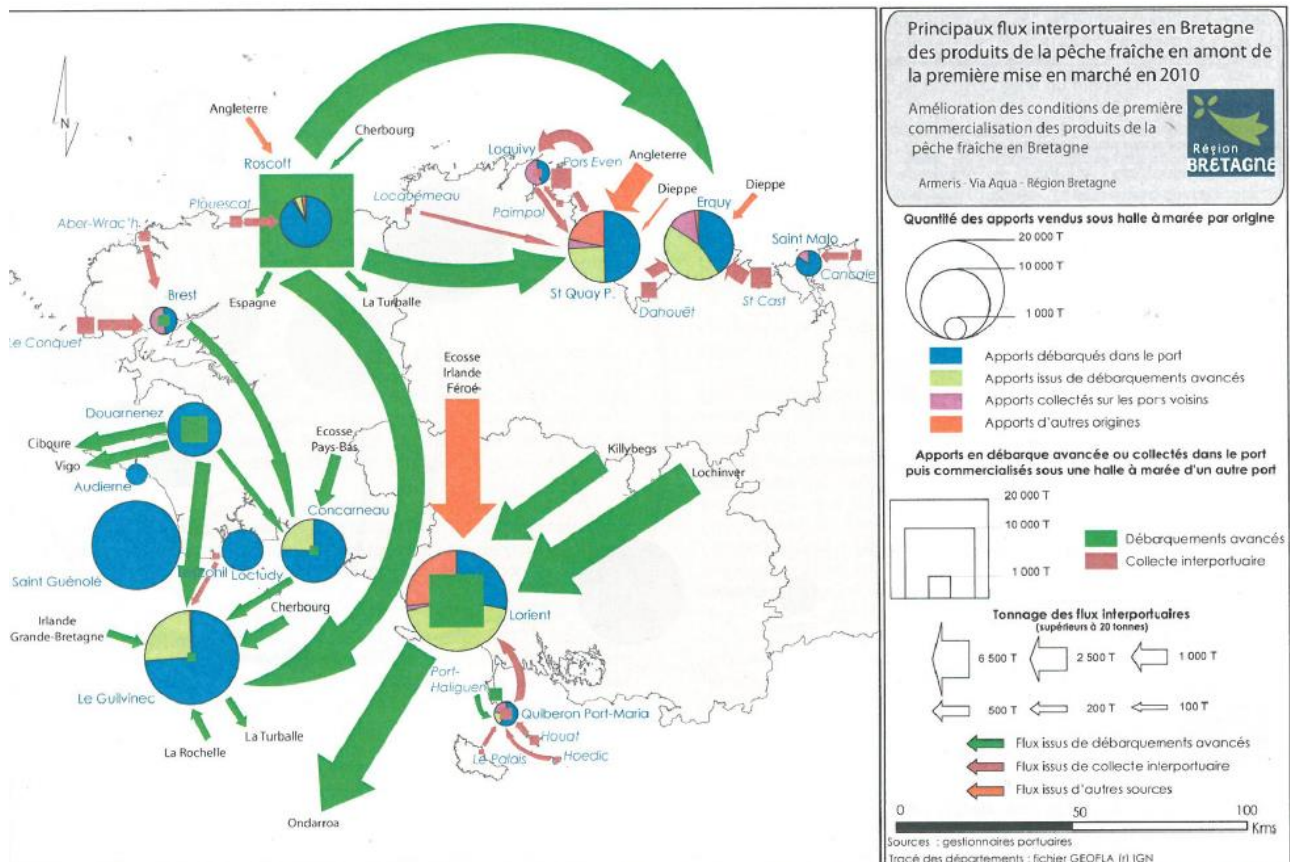 Principaux flux interportuaires en Bretagne
des produits de la pêche fraîche en amont de
la première mise en marché en 2010
Amélioration des conditions de première
commercialisation des produits de la
pêche fraîche en Bretagne
Armeris - Via Aqua - Région Bretagne
Région
BRETAGNE
Quantité des apports vendus sous halle à marée par origine
20 000 T
10 000 T
1 000 T
Apports débarqués dans le port
Apports issus de débarquements avancés
Apports collectés sur les pors voisins
Apports d'autres origines
Apports en débarque avancée ou collectés dans le port
puis commercialisés sous une halle à marée d'un autre port
20 000 T
10 000 T
1 000 T
Débarquements avancés
Collecte interportuaire
Tonnage des flux interportuaires
(supérieurs à 20 tonnes)
6 500 T
2 500 T
1 000 T
500 T
200 T
100 T
Flux issus de débarquements avancés
Flux issus de collecte interportuaire
Flux issus d'autres sources
0
50
100
Kms
Sources : gestionnaires portuaires
Tracé des départements : fichier GEOFLA (r) IGN
N
Angleterre
Cherbourg
Roscoff
Loquivy
Pors Even
Angleterre
Plouescat
Locquémeau
Paimpol
Dieppe
Erquy
Dieppe
Aber-Wrac'h
Saint Malo
Cancale
Espagne
La Turballe
St Quay P.
Dahouët
St Cast
Brest
Le Conquet
Ecosse
Irlande
Féroé
Douarnenez
Ciboure
Vigo
Audierne
Ecosse
Pays-Bas
Killybegs
Lochinver
Concarneau
Saint Guénolé
Loctudy
Lorient
Irlande
Grande-Bretagne
Cherbourg
Le Guilvinec
Port-
Haliguen
Quiberon Port-Maria
La Rochelle
La Turballe
Houat
Le Palais
Hoedic
Ondarroa